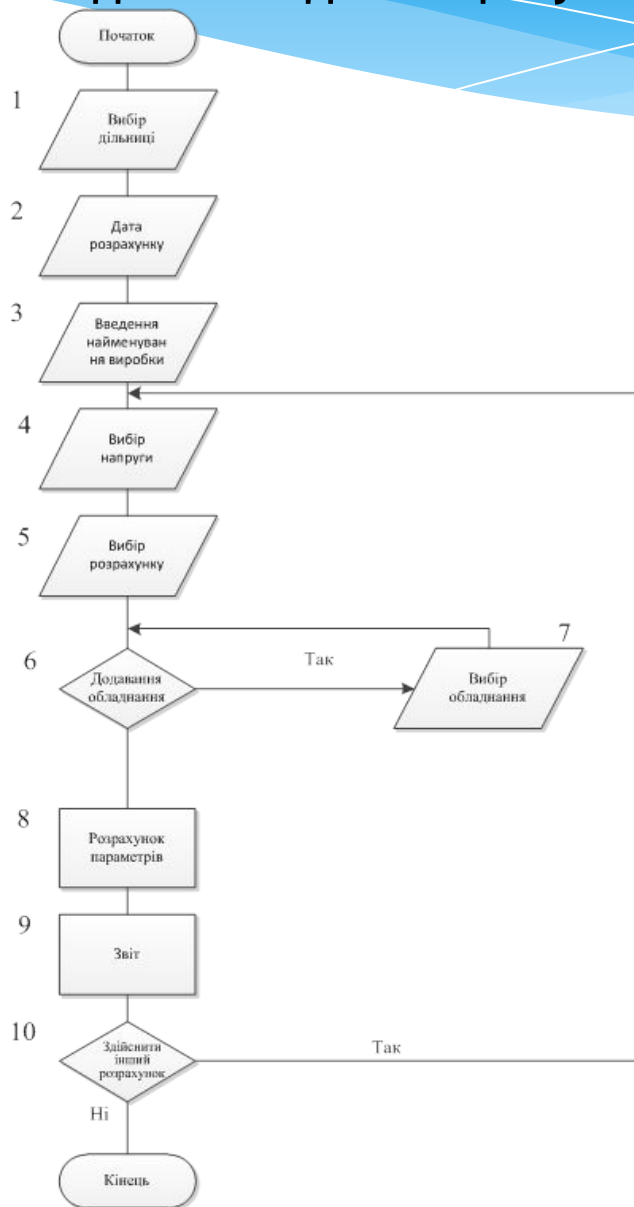 Початок
1
Вибір
дільниці
2
Дата
розрахунку
3
Введення
найменуван
ня виробки
4
Вибір
напруги
5
Вибір
розрахунку
6
Додавання
обладнання
Так
7
Вибір
обладнання
8
Розрахунок
параметрів
9
Звіт
10
Здійснити
інший
розрахунок
Так
Ні
Кінець